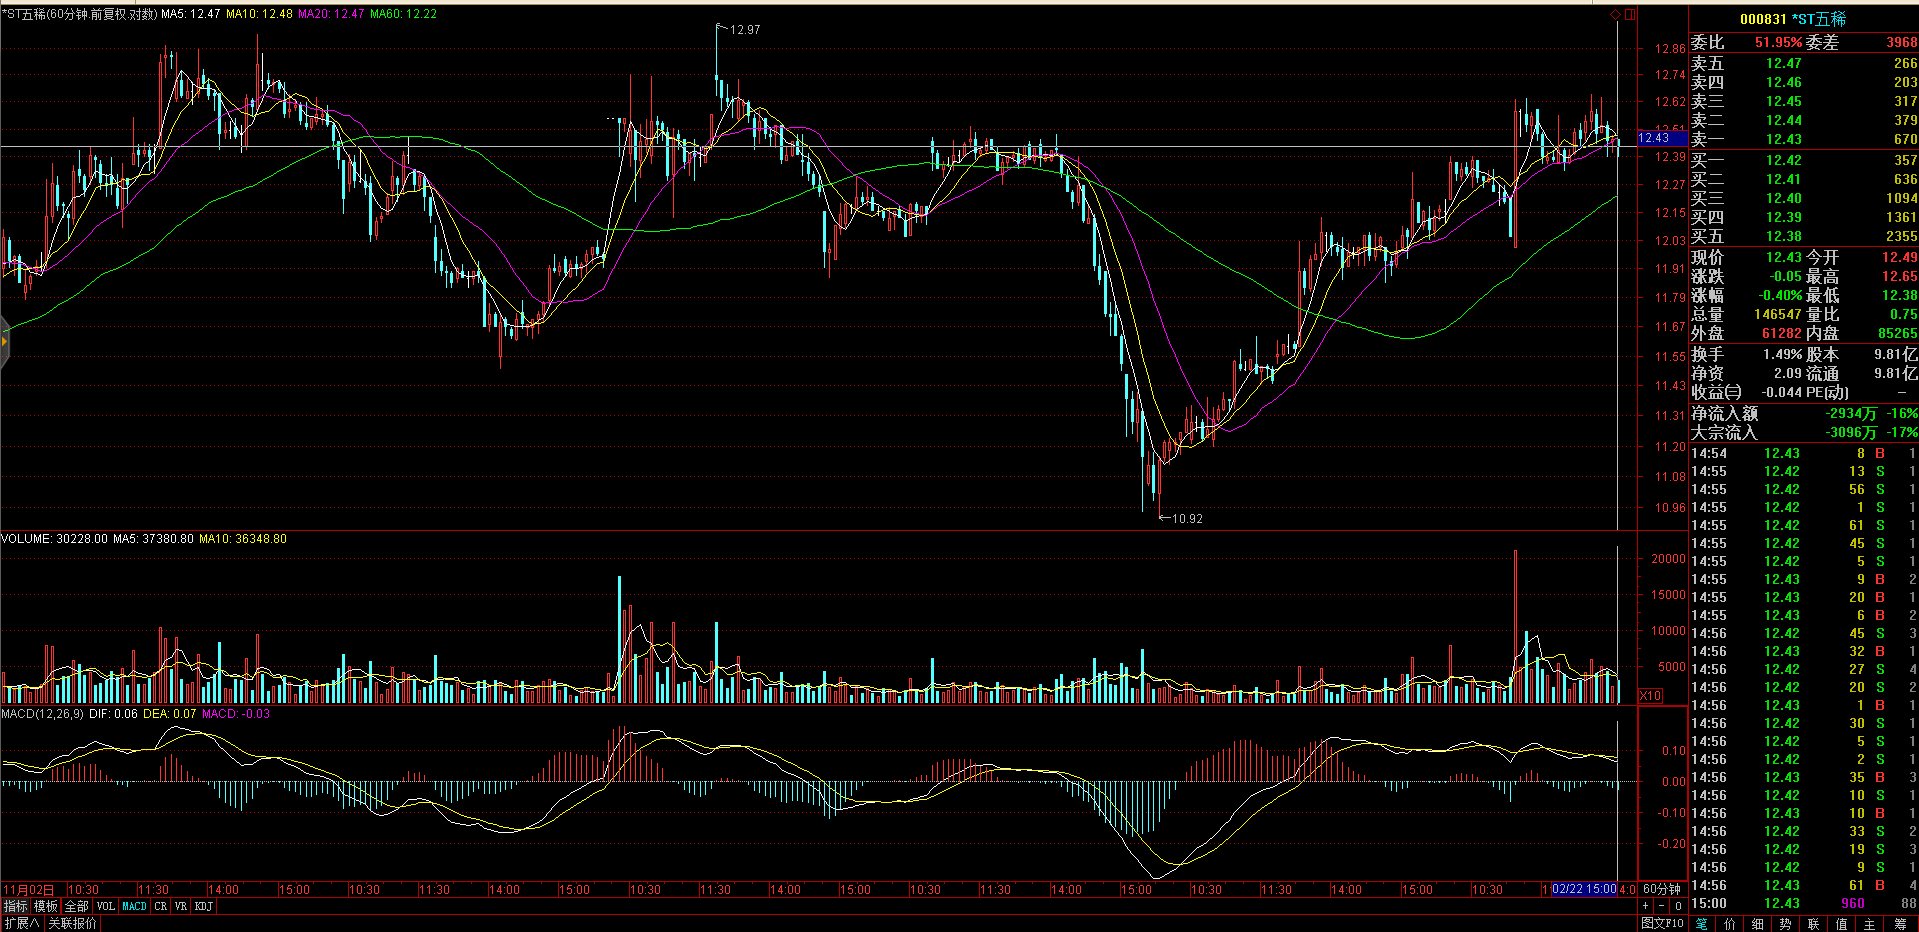 *ST五稀(60分钟.前复权.对数) MA5: 12.47 MA10: 12.48 MA20: 12.47 MA60: 12.22
12.97
10.92
12.86
12.74
12.62
12.51
12.43
12.39
12.27
12.15
12.03
11.91
11.79
11.67
11.55
11.43
11.31
11.20
11.08
10.96
VOLUME: 30228.00 MA5: 37380.80 MA10: 36348.80
20000
15000
10000
5000
X10
MACD(12,26,9) DIF: 0.06 DEA: 0.07 MACD: -0.03
0.10
0.00
-0.10
-0.20
11月02日 10:30 11:30 14:00 15:00 10:30 11:30 14:00 15:00 10:30 11:30 14:00 15:00 10:30 11:30 14:00 15:00 10:30 11:30 14:00 15:00 10:30 02/22 15:00 4:0 60分钟
指标 模板 全部 VOL MACD CR VR KDJ + - 0
扩展∧ 关联报价 图文F10
000831 *ST五稀
委比 51.95% 委差 3968
卖五 12.47 266
卖四 12.46 203
卖三 12.45 317
卖二 12.44 379
卖一 12.43 670
买一 12.42 357
买二 12.41 636
买三 12.40 1094
买四 12.39 1361
买五 12.38 2355
现价 12.43 今开 12.49
涨跌 -0.05 最高 12.65
涨幅 -0.40% 最低 12.38
总量 146547 量比 0.75
外盘 61282 内盘 85265
换手 1.49% 股本 9.81亿
净资 2.09 流通 9.81亿
收益㈢ -0.044 PE(动) —
净流入额 -2934万 -16%
大宗流入 -3096万 -17%
14:54 12.43 8 B 1
14:55 12.42 13 S 1
14:55 12.42 56 S 1
14:55 12.42 1 S 1
14:55 12.42 61 S 1
14:55 12.42 45 S 1
14:55 12.42 5 S 1
14:55 12.43 9 B 2
14:55 12.43 20 B 1
14:55 12.43 6 B 2
14:56 12.42 45 S 3
14:56 12.43 32 B 1
14:56 12.42 27 S 4
14:56 12.42 20 S 2
14:56 12.43 1 B 1
14:56 12.42 30 S 1
14:56 12.42 5 S 1
14:56 12.42 2 S 1
14:56 12.43 35 B 3
14:56 12.42 10 S 1
14:56 12.43 10 B 1
14:56 12.42 33 S 2
14:56 12.42 19 S 3
14:56 12.42 9 S 1
14:56 12.43 61 B 4
15:00 12.43 960 88
笔 价 细 势 联 值 主 筹